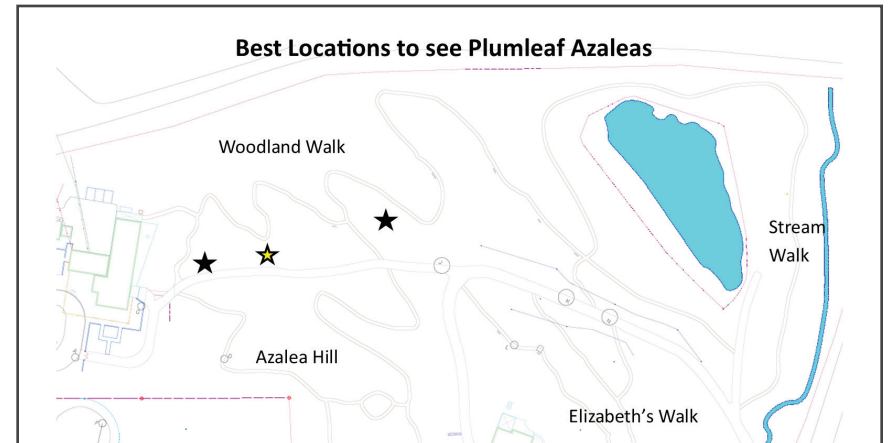 Best Locations to see Plumleaf Azaleas
Woodland Walk
Stream
Walk
Azalea Hill
Elizabeth's Walk